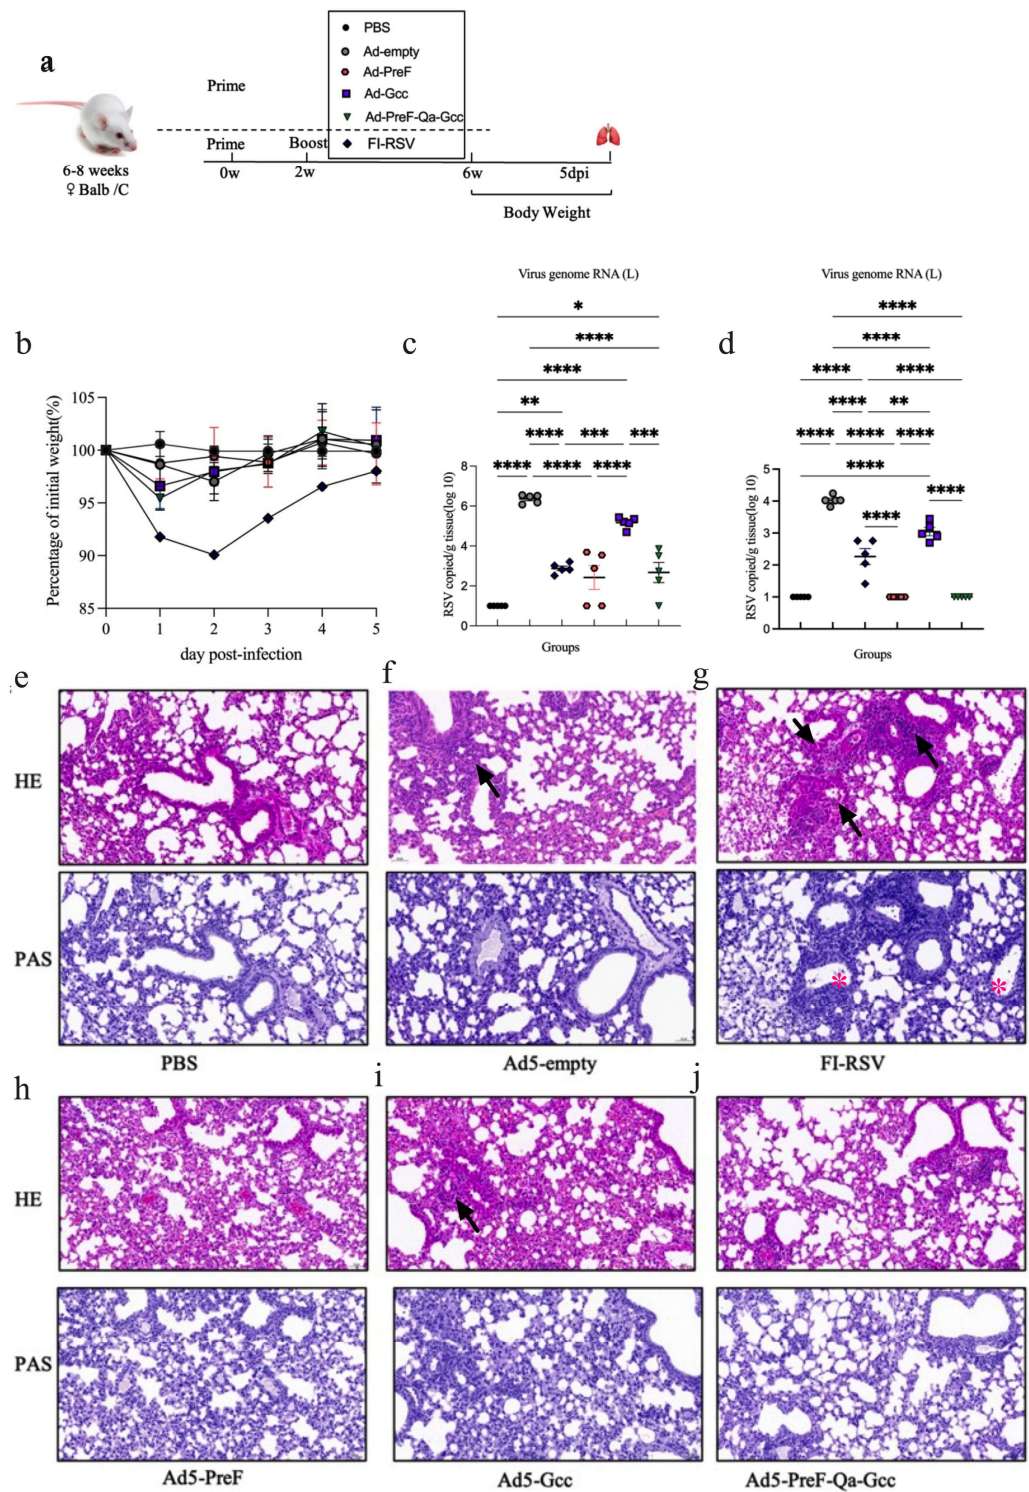 a
PBS
Ad-empty
Ad-PreF
Ad-Gcc
Ad-PreF-Qa-Gcc
FI-RSV
Prime
Prime
Boost
0w
2w
6w
5dpi
Body Weight
6-8 weeks
♀ Balb /C
b
Percentage of initial weight(%)
105
100
95
90
85
0 1 2 3 4 5
day post-infection
c
Virus genome RNA (L)
*
****
****
**
**** *** ***
**** **** ****
RSV copied/g tissue(log 10)
8
6
4
2
0
Groups
d
Virus genome RNA (L)
****
****
**** ****
**** **
**** **** ****
****
****
****
RSV copied/g tissue(log 10)
5
4
3
2
1
0
Groups
e
f
g
HE
PAS
*
*
PBS
Ad5-empty
FI-RSV
h
i
j
HE
PAS
Ad5-PreF
Ad5-Gcc
Ad5-PreF-Qa-Gcc